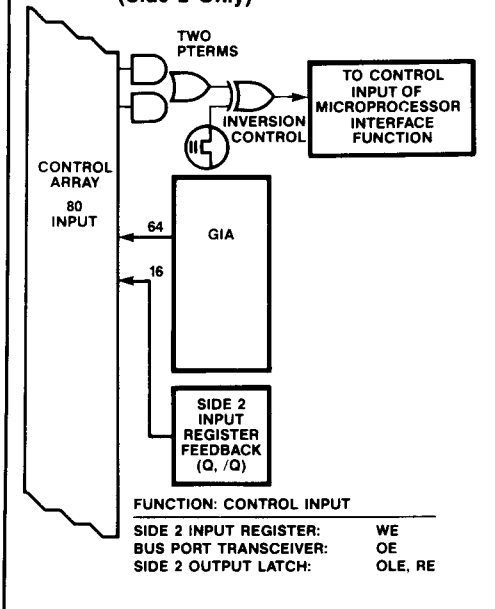 (Side 2 Only)
TWO
PTERMS
TO CONTROL
INPUT OF
MICROPROCESSOR
INTERFACE
FUNCTION
INVERSION
CONTROL
CONTROL
ARRAY
80
INPUT
64
GIA
16
SIDE 2
INPUT
REGISTER
FEEDBACK
(Q, /Q)
FUNCTION: CONTROL INPUT
SIDE 2 INPUT REGISTER: WE
BUS PORT TRANSCEIVER: OE
SIDE 2 OUTPUT LATCH: OLE, RE